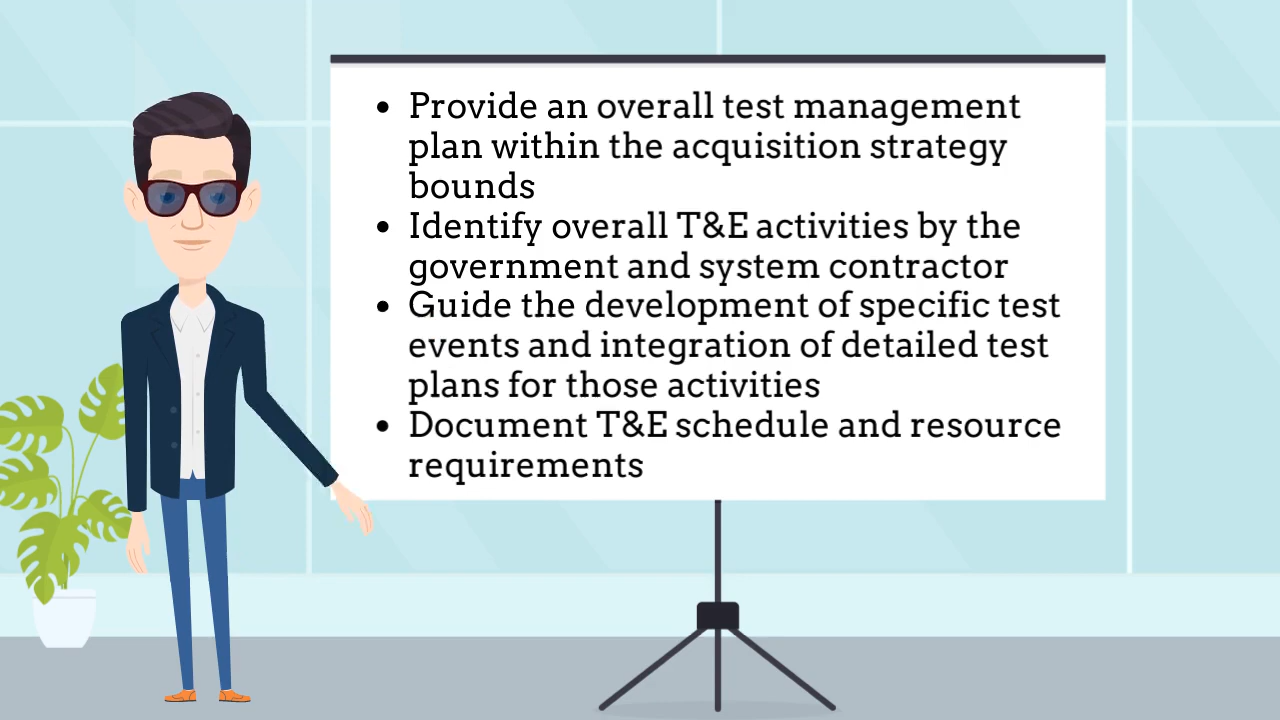 • Provide an overall test management
plan within the acquisition strategy
bounds
• Identify overall T&E activities by the
government and system contractor
• Guide the development of specific test
events and integration of detailed test
plans for those activities
• Document T&E schedule and resource
requirements